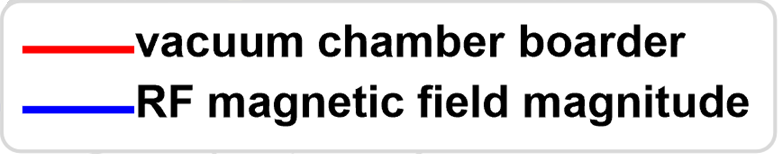 vacuum chamber boarder
RF magnetic field magnitude